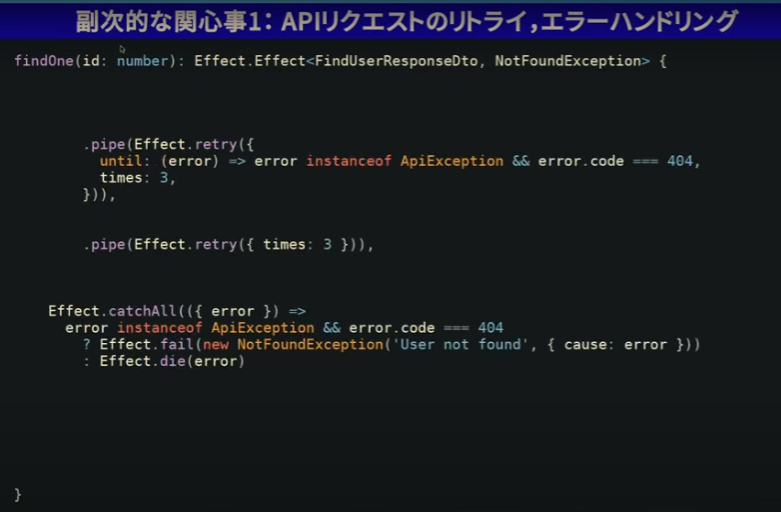 副次的な関心事1: APIリクエストのリトライ,エラーハンドリング
findOne(id: number): Effect.Effect<FindUserResponseDto, NotFoundException> {
.pipe(Effect.retry({
until: (error) => error instanceof ApiException && error.code === 404,
times: 3,
})),
.pipe(Effect.retry({ times: 3 })),
Effect.catchAll(({ error }) =>
error instanceof ApiException && error.code === 404
? Effect.fail(new NotFoundException('User not found', { cause: error }))
: Effect.die(error)
}